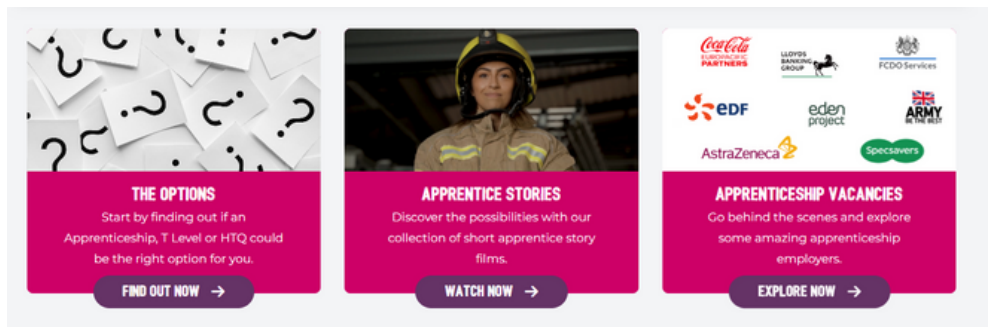 ? ? ? ? ? ? ? ?
THE OPTIONS
Start by finding out if an
Apprenticeship, T Level or HTQ could
be the right option for you.
FIND OUT NOW →
APPRENTICE STORIES
Discover the possibilities with our
collection of short apprentice story
films.
WATCH NOW →
Coca-Cola
EUROPACIFIC
PARTNERS
LLOYDS
BANKING
GROUP
FCDO Services
eDF
eden
project
ARMY
BE THE BEST
AstraZeneca
Specsavers
APPRENTICESHIP VACANCIES
Go behind the scenes and explore
some amazing apprenticeship
employers.
EXPLORE NOW →